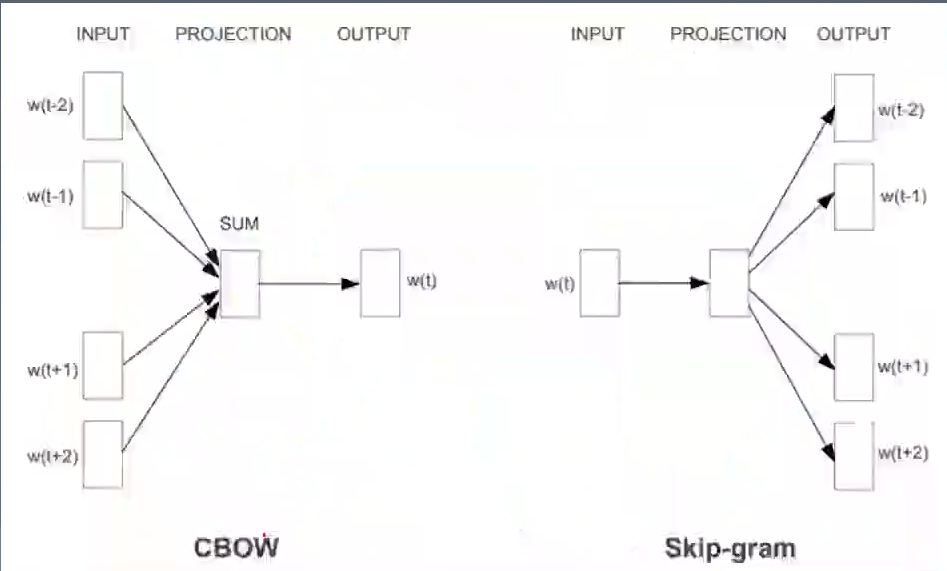 INPUT PROJECTION OUTPUT
w(t-2)
w(t-1)
SUM
w(t)
w(t+1)
w(t+2)
CBOW
INPUT PROJECTION OUTPUT
w(t-2)
w(t-1)
w(t)
w(t+1)
w(t+2)
Skip-gram